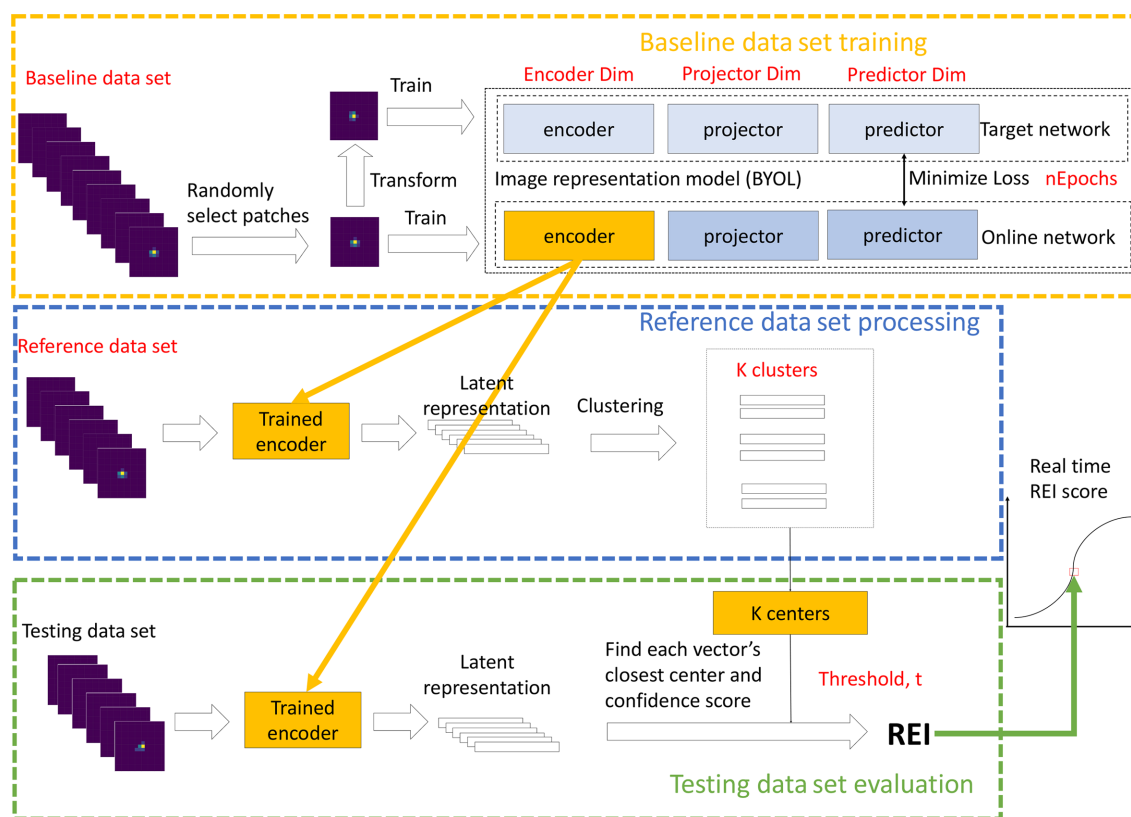 Baseline data set training
Baseline data set
Encoder Dim
Projector Dim
Predictor Dim
Train
encoder
projector
predictor
Target network
Randomly
select patches
Transform
Image representation model (BYOL)
Minimize Loss
nEpochs
Train
encoder
projector
predictor
Online network
Reference data set processing
Reference data set
Latent
representation
Clustering
K clusters
Trained
encoder
Real time
REI score
Testing data set
K centers
Latent
representation
Find each vector's
closest center and
confidence score
Threshold, t
Trained
encoder
REI
Testing data set evaluation